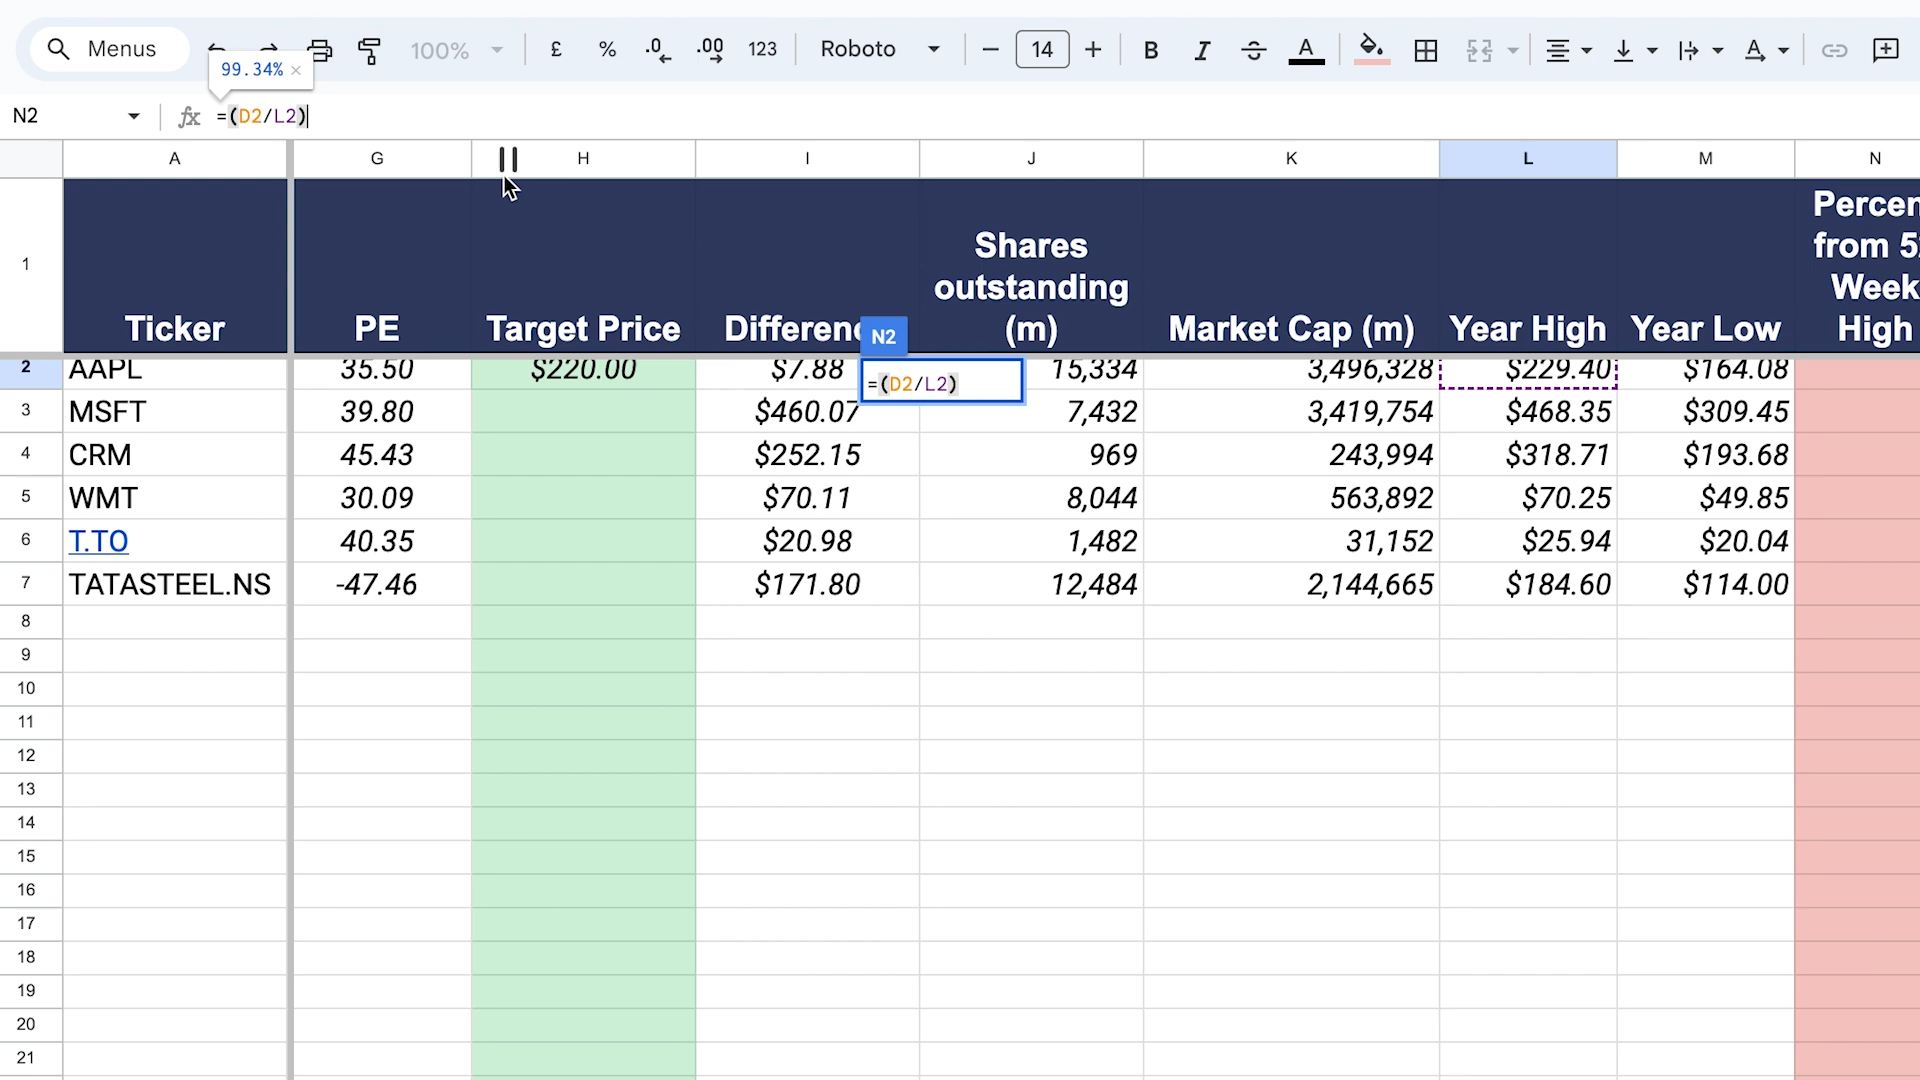 Menus
100%
£
%
.0
.00
123
Roboto
14
B
I
S
A
A
99.34% ×
N2
fx
=(D2/L2)
A
G
H
I
J
K
L
M
N
1
Ticker
PE
Target Price
Differenc
Shares
outstanding
(m)
Market Cap (m)
Year High
Year Low
Percen
from 5
Week
High
N2
2 AAPL 35.50 $220.00 $7.88 =(D2/L2) 15,334 3,496,328 $229.40 $164.08
3 MSFT 39.80 $460.07 7,432 3,419,754 $468.35 $309.45
4 CRM 45.43 $252.15 969 243,994 $318.71 $193.68
5 WMT 30.09 $70.11 8,044 563,892 $70.25 $49.85
6 T.TO 40.35 $20.98 1,482 31,152 $25.94 $20.04
7 TATASTEEL.NS -47.46 $171.80 12,484 2,144,665 $184.60 $114.00
8
9
10
11
12
13
14
15
16
17
18
19
20
21